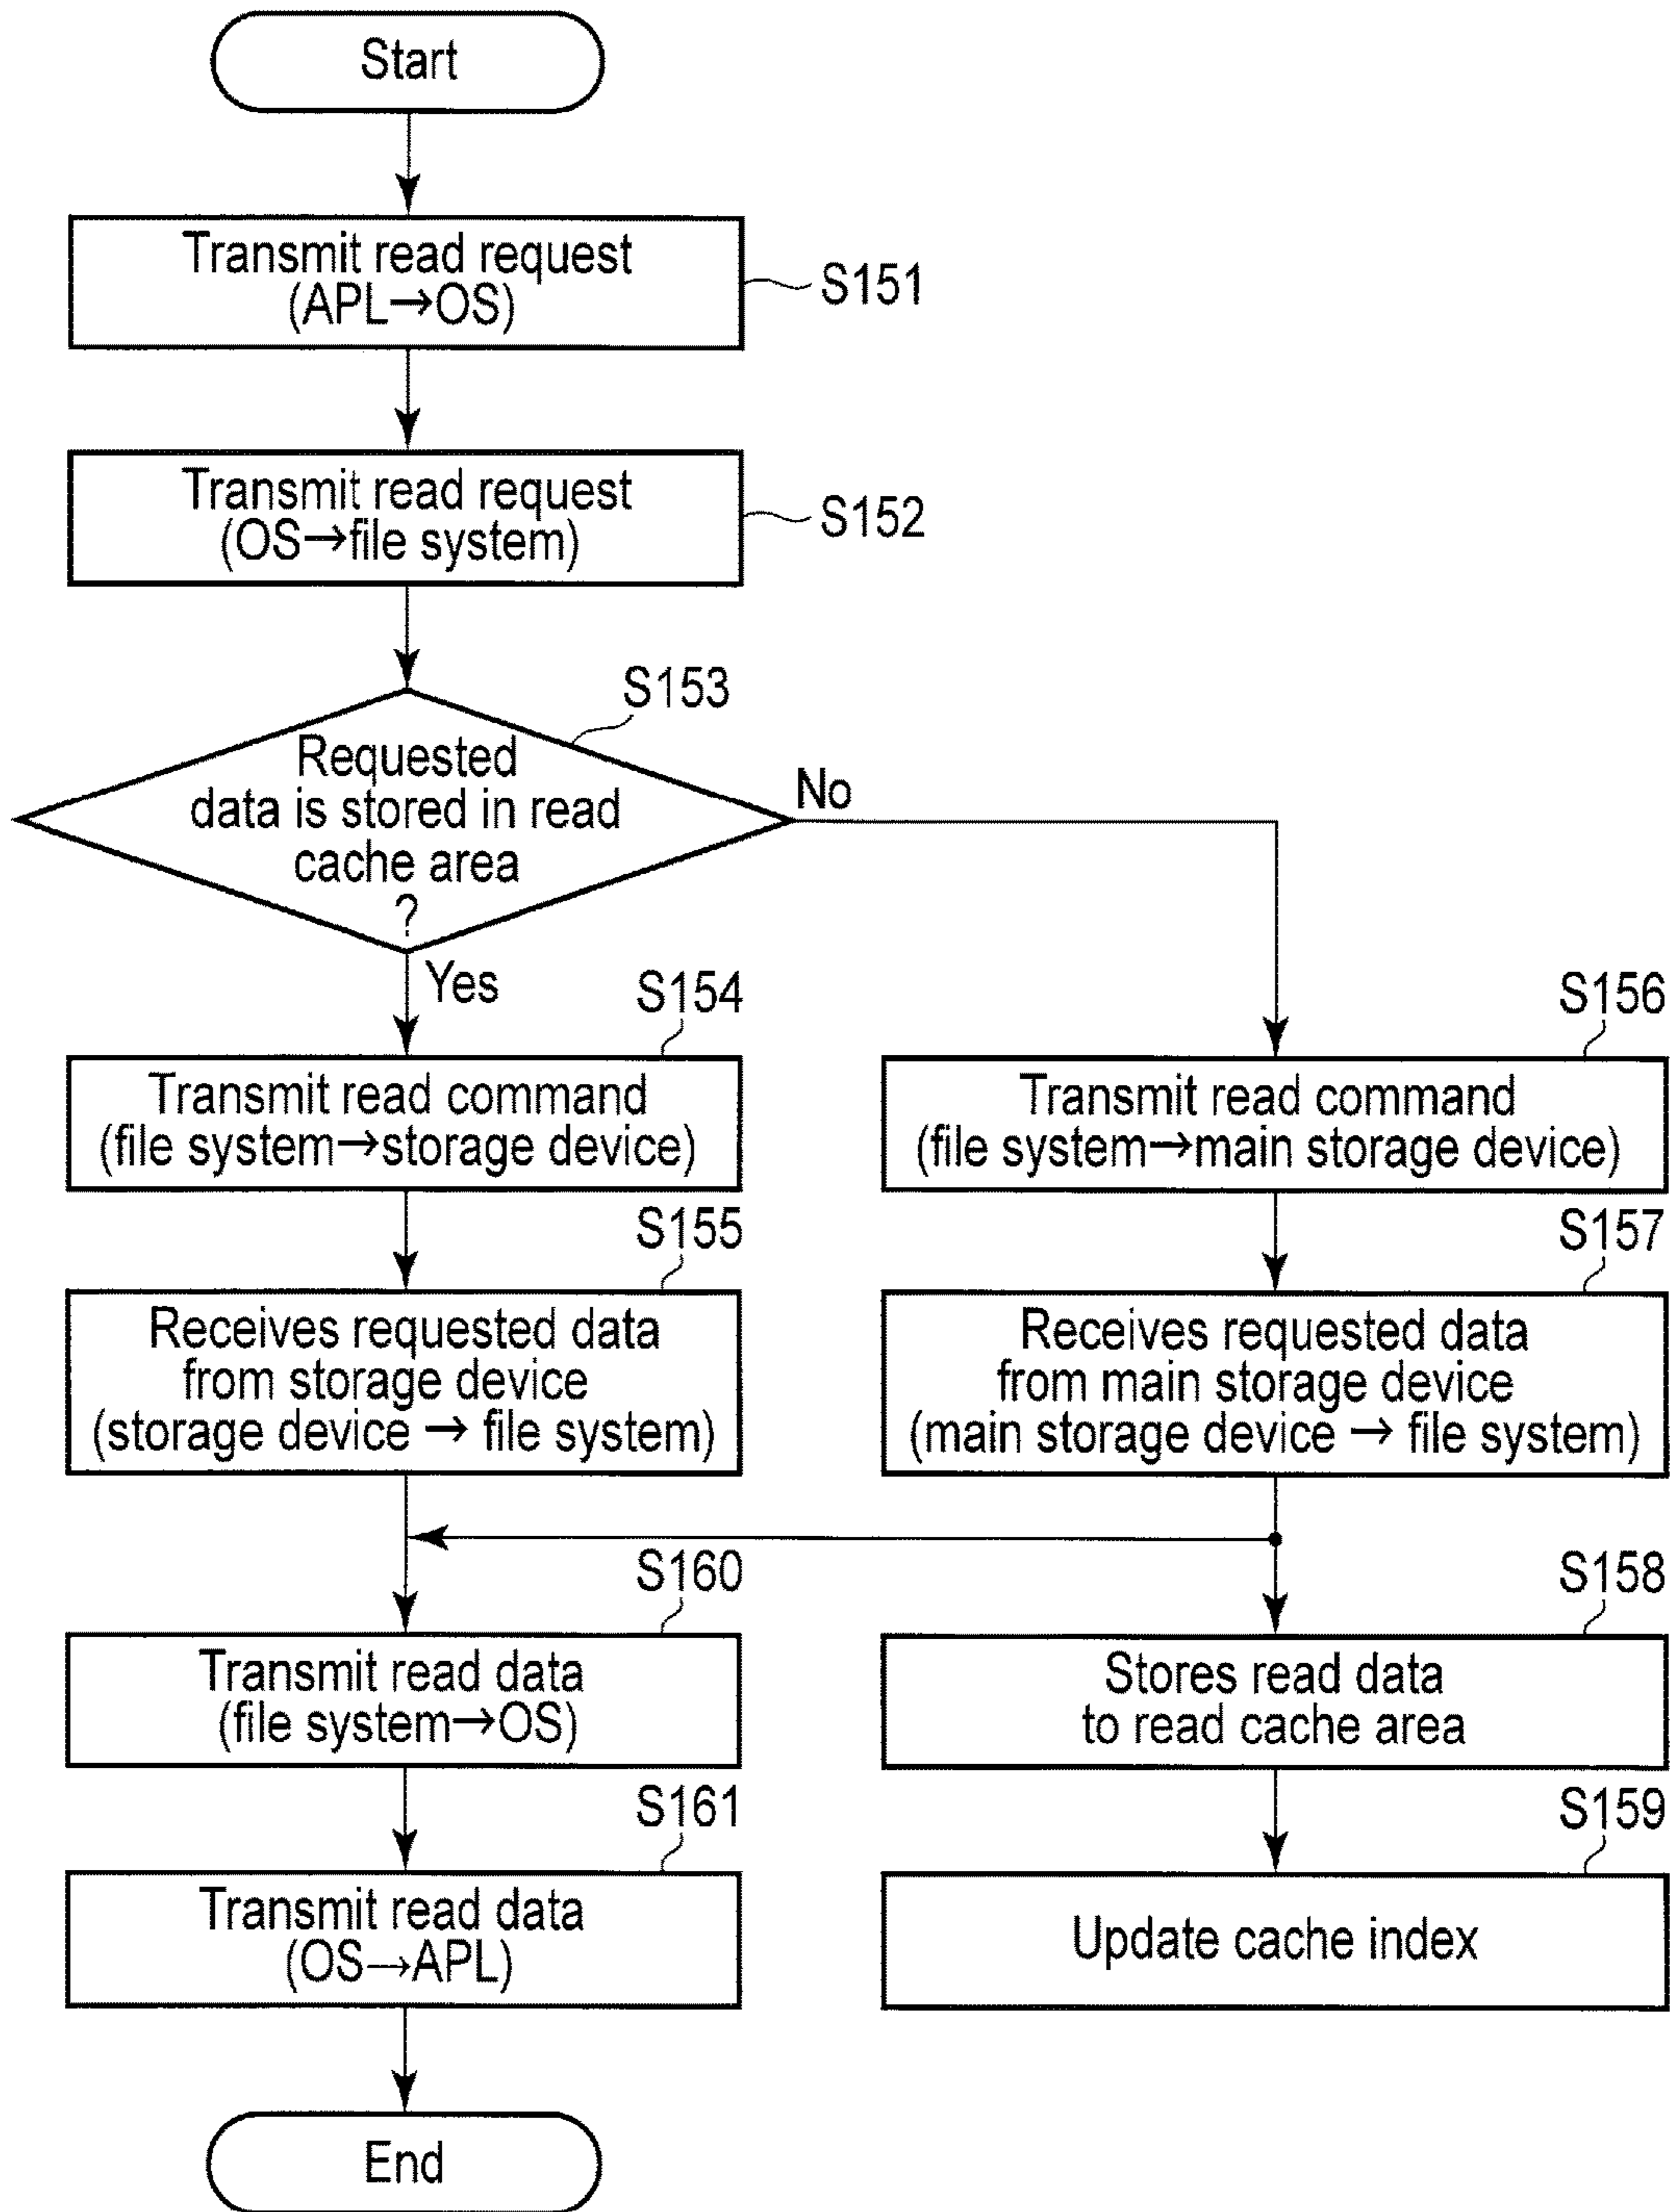 Start
Transmit read request
(APL→OS)
S151
Transmit read request
(OS→file system)
S152
S153
Requested
data is stored in read
cache area
?
No
Yes
S154
Transmit read command
(file system→storage device)
S156
Transmit read command
(file system→main storage device)
S155
Receives requested data
from storage device
(storage device → file system)
S157
Receives requested data
from main storage device
(main storage device → file system)
S160
Transmit read data
(file system→OS)
S158
Stores read data
to read cache area
S161
Transmit read data
(OS→APL)
S159
Update cache index
End